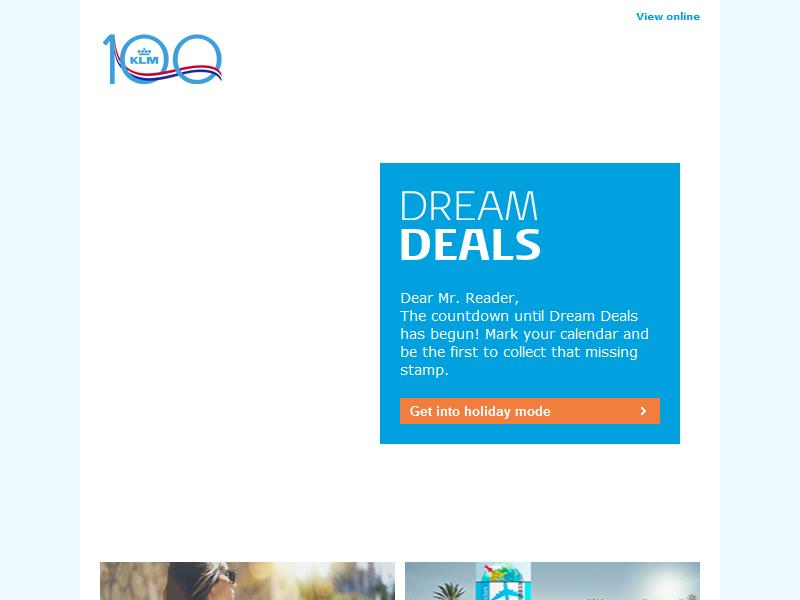 View online
100
KLM
DREAM
DEALS
Dear Mr. Reader,
The countdown until Dream Deals
has begun! Mark your calendar and
be the first to collect that missing
stamp.
Get into holiday mode